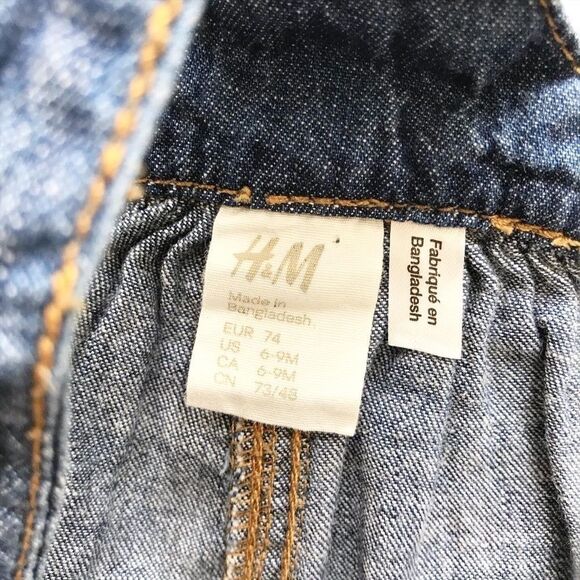 H&M
Made in
Bangladesh
EUR 74
US 6-9M
CA 6-9M
CN 73/48
Fabriqué en
Bangladesh